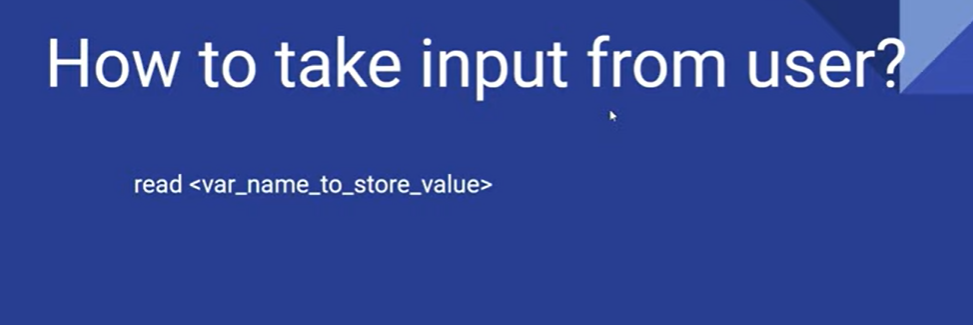 How to take input from user?
read <var_name_to_store_value>